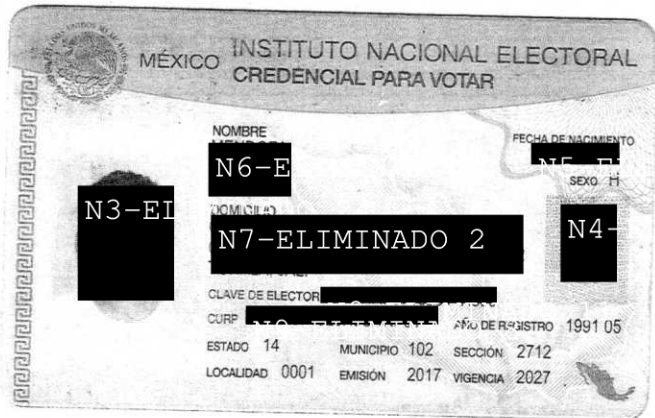 MÉXICO INSTITUTO NACIONAL ELECTORAL
CREDENCIAL PARA VOTAR
NOMBRE
FECHA DE NACIMIENTO
N6-E
SEXO H
N3-EL
DOMICILIO
N4-
N7-ELIMINADO 2
CLAVE DE ELECTOR
CURP
AÑO DE REGISTRO 1991 05
ESTADO 14 MUNICIPIO 102 SECCIÓN 2712
LOCALIDAD 0001 EMISIÓN 2017 VIGENCIA 2027